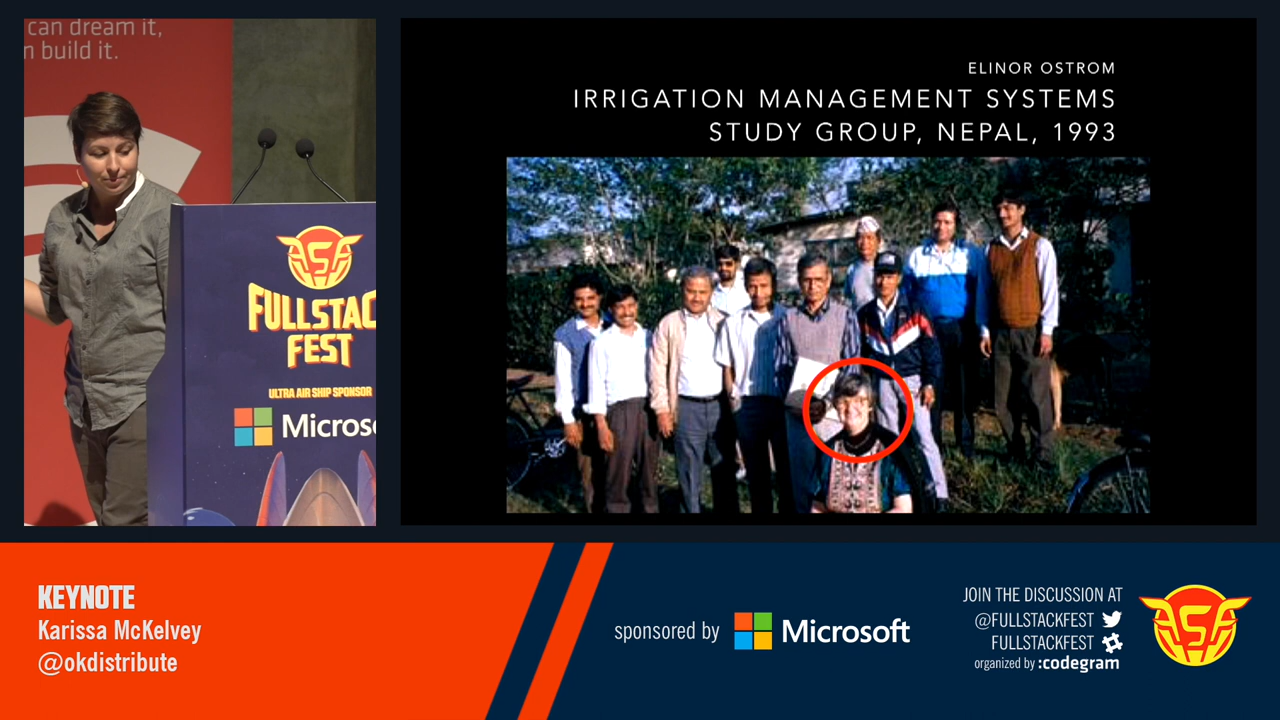 can dream it,
build it.
FULLSTAC
FEST
ULTRA AIR SHIP SPONSOR
Micros
ELINOR OSTROM
IRRIGATION MANAGEMENT SYSTEMS
STUDY GROUP, NEPAL, 1993
KEYNOTE
Karissa McKelvey
@okdistribute
sponsored by Microsoft
JOIN THE DISCUSSION AT
@FULLSTACKFEST
FULLSTACKFEST
organized by :codegram